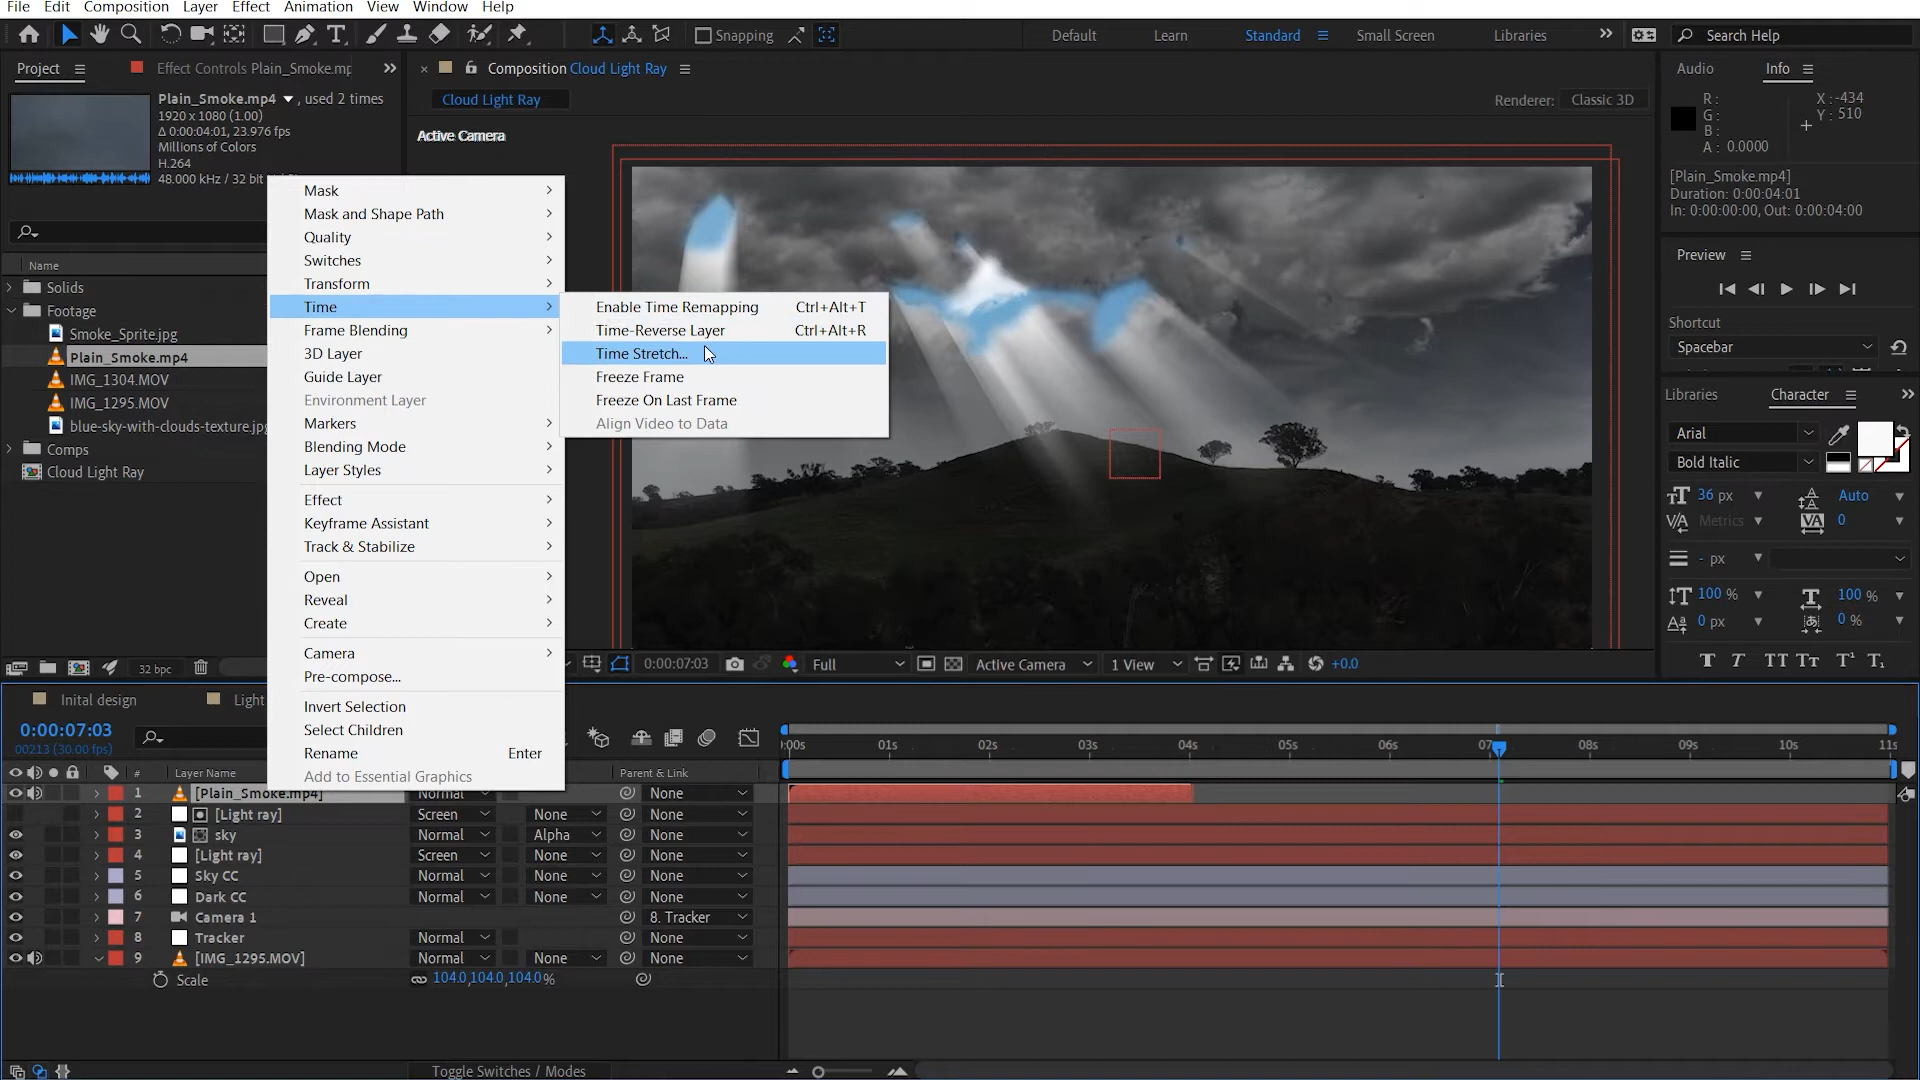 File Edit Composition Layer Effect Animation View Window Help
Snapping
Default Learn Standard Small Screen Libraries
Search Help
Project Effect Controls Plain_Smoke.mp
Plain_Smoke.mp4 , used 2 times
1920 x 1080 (1.00)
Δ 0:00:04:01, 23.976 fps
Millions of Colors
H.264
48.000 kHz / 32 bit
Name
Solids
Footage
Smoke_Sprite.jpg
Plain_Smoke.mp4
IMG_1304.MOV
IMG_1295.MOV
blue-sky-with-clouds-texture.jpg
Comps
Cloud Light Ray
32 bpc
Composition Cloud Light Ray
Cloud Light Ray
Renderer: Classic 3D
Active Camera
Mask
Mask and Shape Path
Quality
Switches
Transform
Time
Frame Blending
3D Layer
Guide Layer
Environment Layer
Markers
Blending Mode
Layer Styles
Effect
Keyframe Assistant
Track & Stabilize
Open
Reveal
Create
Camera
Pre-compose...
Invert Selection
Select Children
Rename Enter
Add to Essential Graphics
Enable Time Remapping Ctrl+Alt+T
Time-Reverse Layer Ctrl+Alt+R
Time Stretch...
Freeze Frame
Freeze On Last Frame
Align Video to Data
0:00:07:03 Full Active Camera 1 View +0.0
Audio Info
R: X: -434
G: Y: 510
B:
A: 0.0000
[Plain_Smoke.mp4]
Duration: 0:00:04:01
In: 0:00:00:00, Out: 0:00:04:00
Preview
Shortcut
Spacebar
Libraries Character
Arial
Bold Italic
36 px Auto
Metrics 0
- px
100 % 100 %
0 px 0 %
Inital design Light
0:00:07:03
00213 (30.00 fps)
:00s 01s 02s 03s 04s 05s 06s 07 08s 09s 10s 11s
# Layer Name Parent & Link
1 [Plain_Smoke.mp4] Normal None
2 [Light ray] Screen None None
3 sky Normal Alpha None
4 [Light ray] Screen None None
5 Sky CC Normal None None
6 Dark CC Normal None None
7 Camera 1 8. Tracker
8 Tracker Normal None
9 [IMG_1295.MOV] Normal None None
Scale 104.0,104.0,104.0%
Toggle Switches / Modes